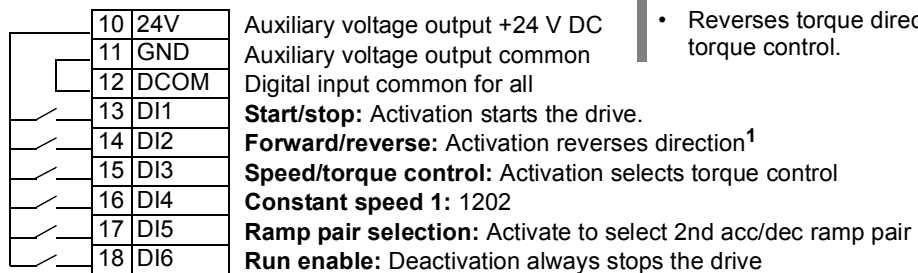 10 24V Auxiliary voltage output +24 V DC
11 GND Auxiliary voltage output common
12 DCOM Digital input common for all
13 DI1 Start/stop: Activation starts the drive.
14 DI2 Forward/reverse: Activation reverses direction1
15 DI3 Speed/torque control: Activation selects torque control
16 DI4 Constant speed 1: 1202
17 DI5 Ramp pair selection: Activate to select 2nd acc/dec ramp pair
18 DI6 Run enable: Deactivation always stops the drive
• Reverses torque direc
torque control.